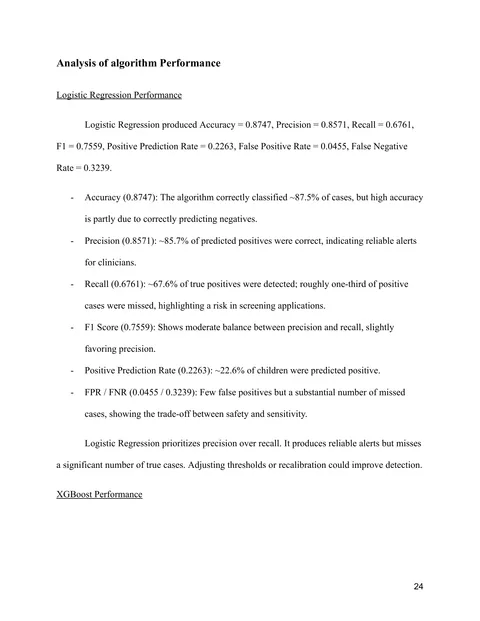 Analysis of algorithm Performance
Logistic Regression Performance
Logistic Regression produced Accuracy = 0.8747, Precision = 0.8571, Recall = 0.6761,
F1 = 0.7559, Positive Prediction Rate = 0.2263, False Positive Rate = 0.0455, False Negative
Rate = 0.3239.
- Accuracy (0.8747): The algorithm correctly classified ~87.5% of cases, but high accuracy
is partly due to correctly predicting negatives.
- Precision (0.8571): ~85.7% of predicted positives were correct, indicating reliable alerts
for clinicians.
- Recall (0.6761): ~67.6% of true positives were detected; roughly one-third of positive
cases were missed, highlighting a risk in screening applications.
- F1 Score (0.7559): Shows moderate balance between precision and recall, slightly
favoring precision.
- Positive Prediction Rate (0.2263): ~22.6% of children were predicted positive.
- FPR / FNR (0.0455 / 0.3239): Few false positives but a substantial number of missed
cases, showing the trade-off between safety and sensitivity.
Logistic Regression prioritizes precision over recall. It produces reliable alerts but misses
a significant number of true cases. Adjusting thresholds or recalibration could improve detection.
XGBoost Performance
24